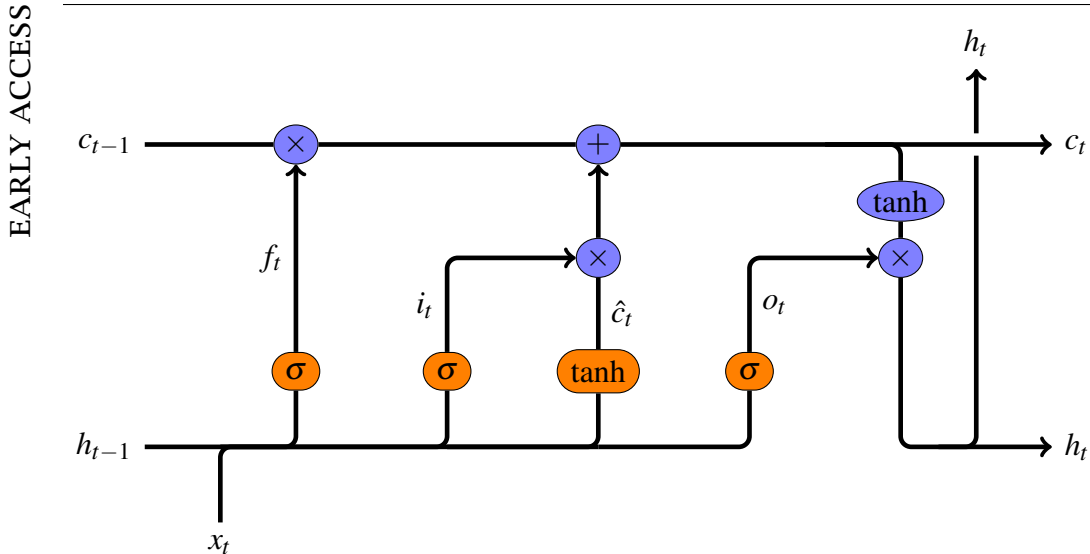 EARLY ACCESS
h_t
c_{t−1} × + c_t
tanh
f_t × ×
i_t ĉ_t o_t
σ σ tanh σ
h_{t−1} h_t
x_t